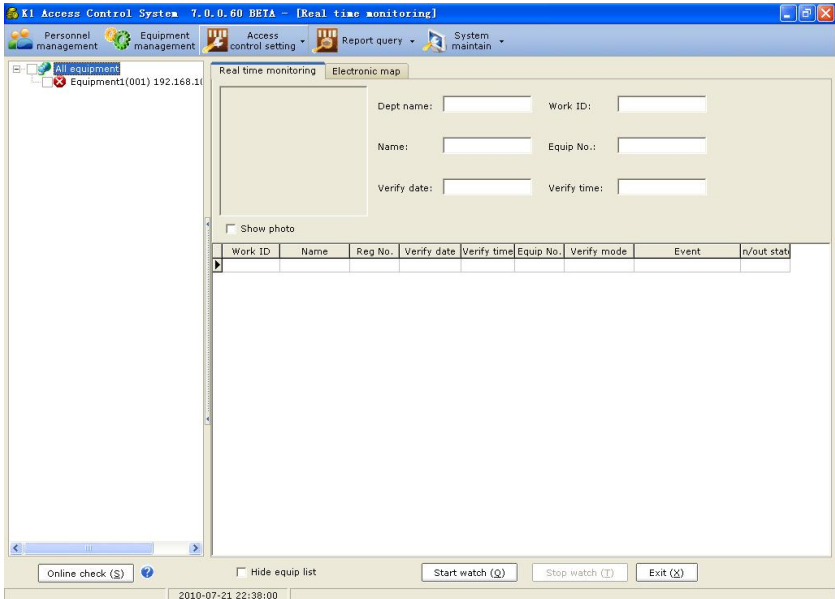 K1 Access Control System 7.0.0.60 BETA - [Real time monitoring]
Personnel management Equipment management Access control setting Report query System maintain
All equipment
Equipment1(001) 192.168.1
Real time monitoring Electronic map
Dept name: Work ID:
Name: Equip No.:
Verify date: Verify time:
Show photo
Work ID Name Reg No. Verify date Verify time Equip No. Verify mode Event n/out stat
Online check (S) Hide equip list Start watch (Q) Stop watch (T) Exit (X)
2010-07-21 22:38:00